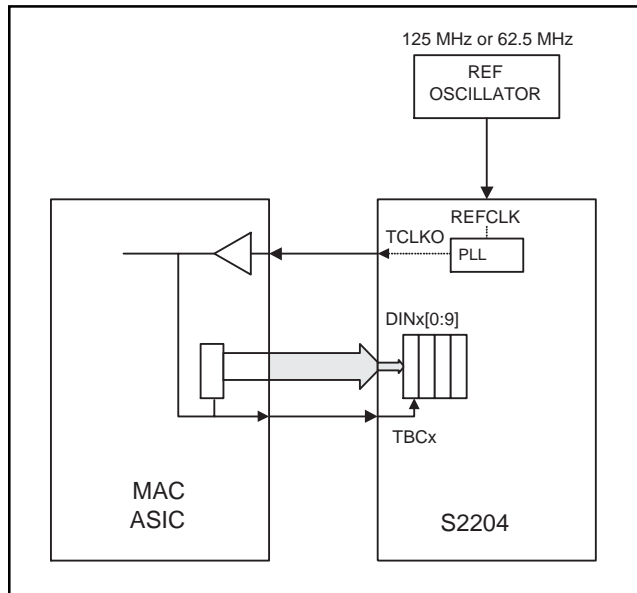 125 MHz or 62.5 MHz
REF
OSCILLATOR
REFCLK
TCLKO
PLL
DINx[0:9]
TBCx
MAC
ASIC
S2204